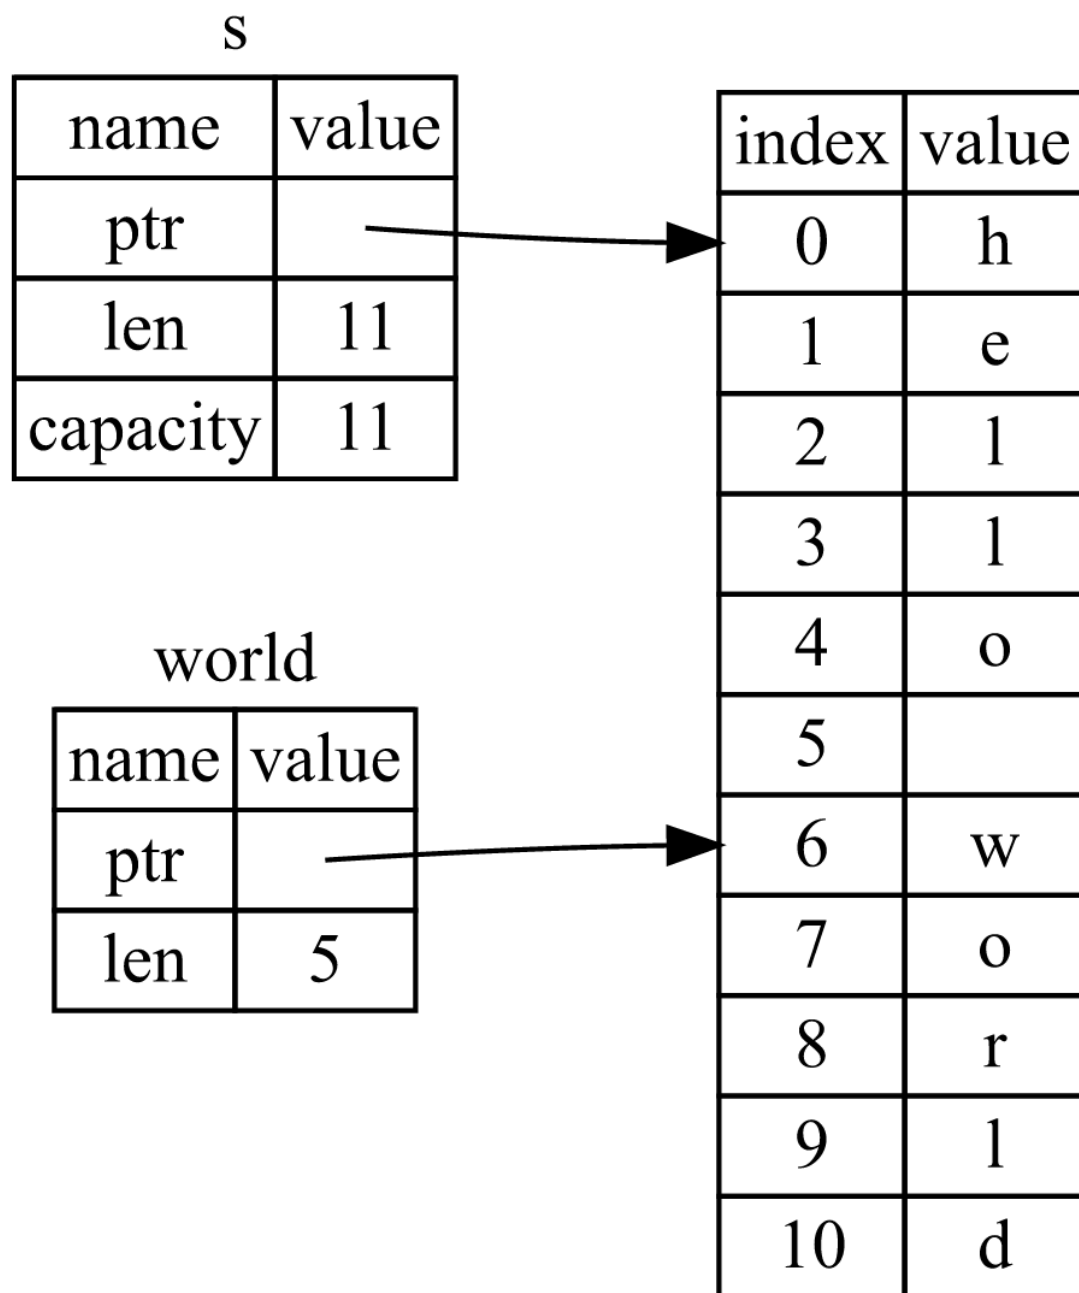 s
name value
ptr
len 11
capacity 11
world
name value
ptr
len 5
index value
0 h
1 e
2 l
3 l
4 o
5
6 w
7 o
8 r
9 l
10 d